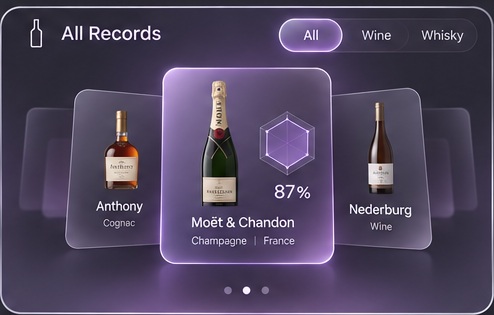 All Records
All
Wine
Whisky
Anthony
Cognac
87%
Moët & Chandon
Champagne | France
Nederburg
Wine